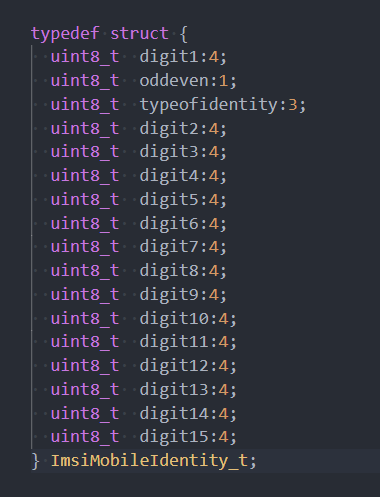 typedef struct {
  uint8_t  digit1:4;
  uint8_t  oddeven:1;
  uint8_t  typeofidentity:3;
  uint8_t  digit2:4;
  uint8_t  digit3:4;
  uint8_t  digit4:4;
  uint8_t  digit5:4;
  uint8_t  digit6:4;
  uint8_t  digit7:4;
  uint8_t  digit8:4;
  uint8_t  digit9:4;
  uint8_t  digit10:4;
  uint8_t  digit11:4;
  uint8_t  digit12:4;
  uint8_t  digit13:4;
  uint8_t  digit14:4;
  uint8_t  digit15:4;
} ImsiMobileIdentity_t;